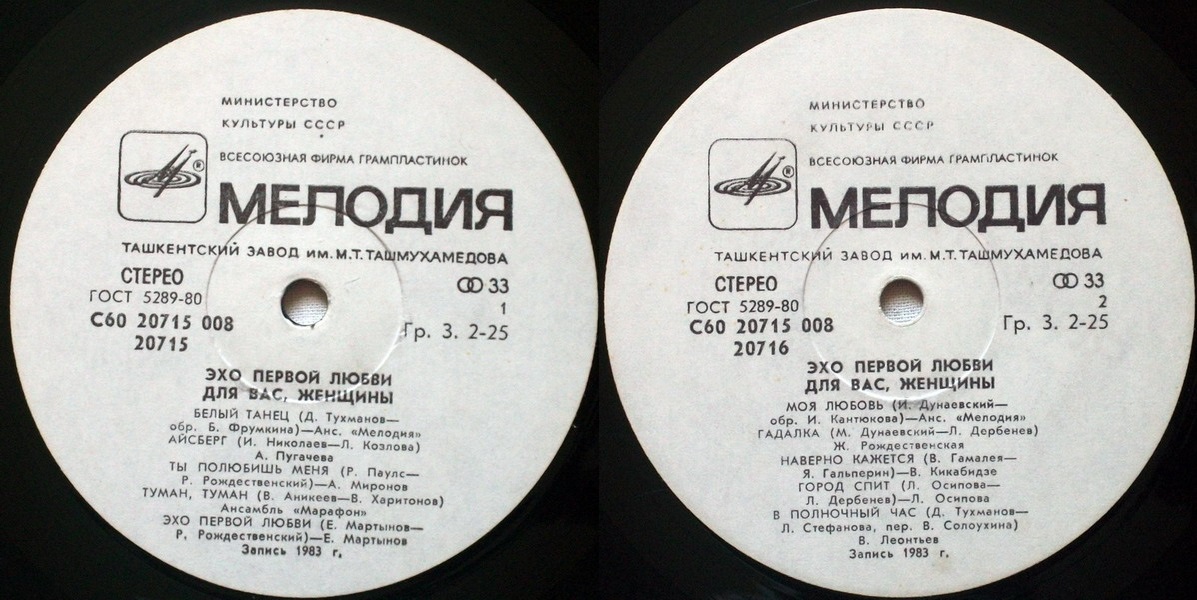 МИНИСТЕРСТВО
КУЛЬТУРЫ СССР
ВСЕСОЮЗНАЯ ФИРМА ГРАМПЛАСТИНОК
®
МЕЛОДИЯ
ТАШКЕНТСКИЙ ЗАВОД им. М.Т. ТАШМУХАМЕДОВА
СТЕРЕО
33
ГОСТ 5289-80
1
С60 20715 008
Гр. 3. 2-25
20715
ЭХО ПЕРВОЙ ЛЮБВИ
ДЛЯ ВАС, ЖЕНЩИНЫ
БЕЛЫЙ ТАНЕЦ (Д. Тухманов—
обр. Б. Фрумкина)—Анс. «Мелодия»
АЙСБЕРГ (И. Николаев—Л. Козлова)
А. Пугачева
ТЫ ПОЛЮБИШЬ МЕНЯ (Р. Паулс—
Р. Рождественский)—А. Миронов
ТУМАН, ТУМАН (В. Аникеев—В. Харитонов)
Ансамбль «Марафон»
ЭХО ПЕРВОЙ ЛЮБВИ (Е. Мартынов—
Р. Рождественский)—Е. Мартынов
Запись 1983 г.
МИНИСТЕРСТВО
КУЛЬТУРЫ СССР
ВСЕСОЮЗНАЯ ФИРМА ГРАМПЛАСТИНОК
®
МЕЛОДИЯ
ТАШКЕНТСКИЙ ЗАВОД им. М.Т. ТАШМУХАМЕДОВА
СТЕРЕО
33
ГОСТ 5289-80
2
С60 20715 008
Гр. 3. 2-25
20716
ЭХО ПЕРВОЙ ЛЮБВИ
ДЛЯ ВАС, ЖЕНЩИНЫ
МОЯ ЛЮБОВЬ (И. Дунаевский—
обр. И. Кантюкова)—Анс. «Мелодия»
ГАДАЛКА (М. Дунаевский—Л. Дербенев)
Ж. Рождественская
НАВЕРНО КАЖЕТСЯ (В. Гамалея—
Я. Гальперин)—В. Кикабидзе
ГОРОД СПИТ (Л. Осипова—
Л. Дербенев)—Л. Осипова
В ПОЛНОЧНЫЙ ЧАС (Д. Тухманов—
Л. Стефанова, пер. В. Солоухина)
В. Леонтьев
Запись 1983 г.